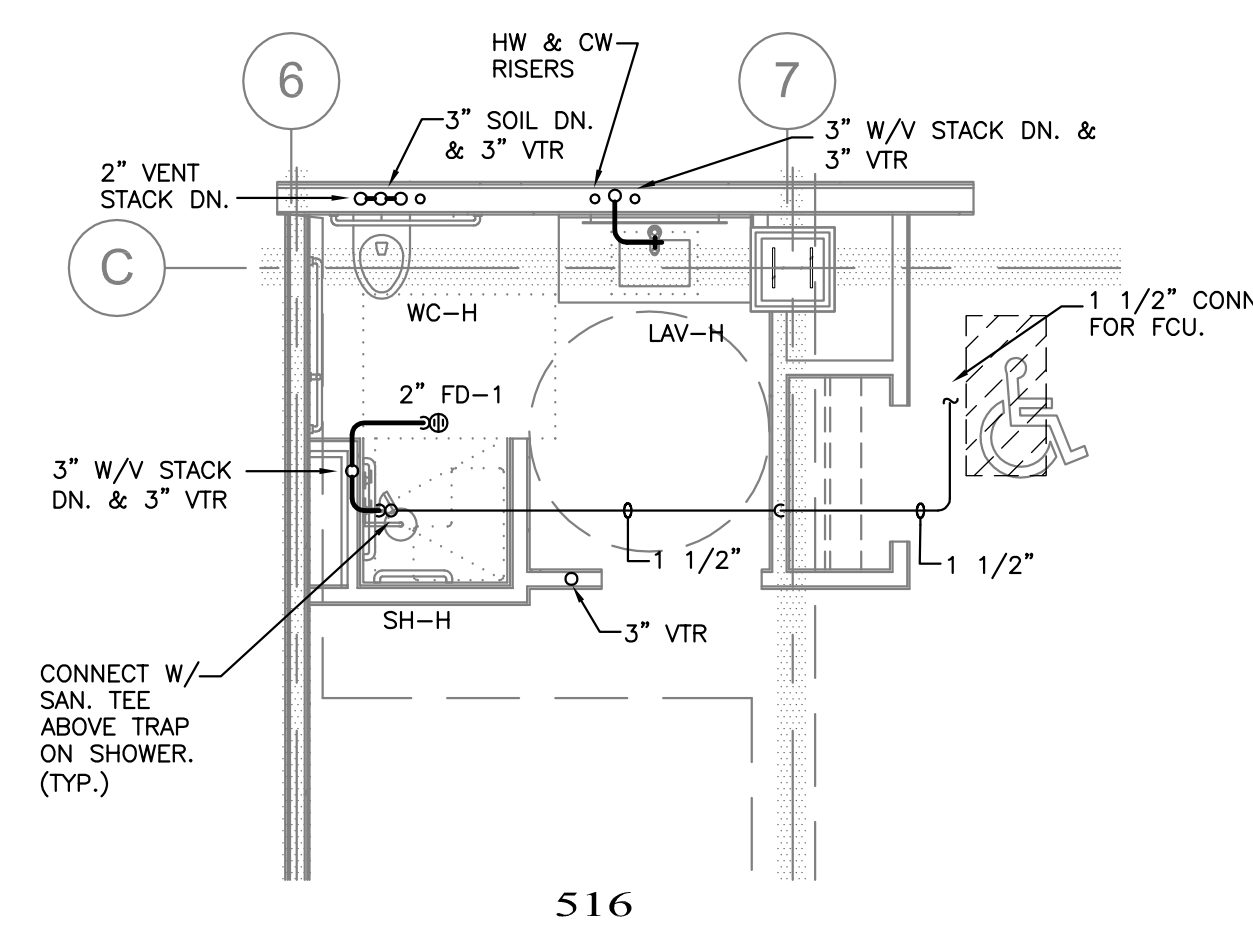 6
7
HW & CW
RISERS
3" SOIL DN.
& 3" VTR
3" W/V STACK DN. &
3" VTR
2" VENT
STACK DN.
C
WC-H
LAV-H
1 1/2" CONN
FOR FCU.
2" FD-1
3" W/V STACK
DN. & 3" VTR
1 1/2"
1 1/2"
SH-H
3" VTR
CONNECT W/
SAN. TEE
ABOVE TRAP
ON SHOWER.
(TYP.)
516